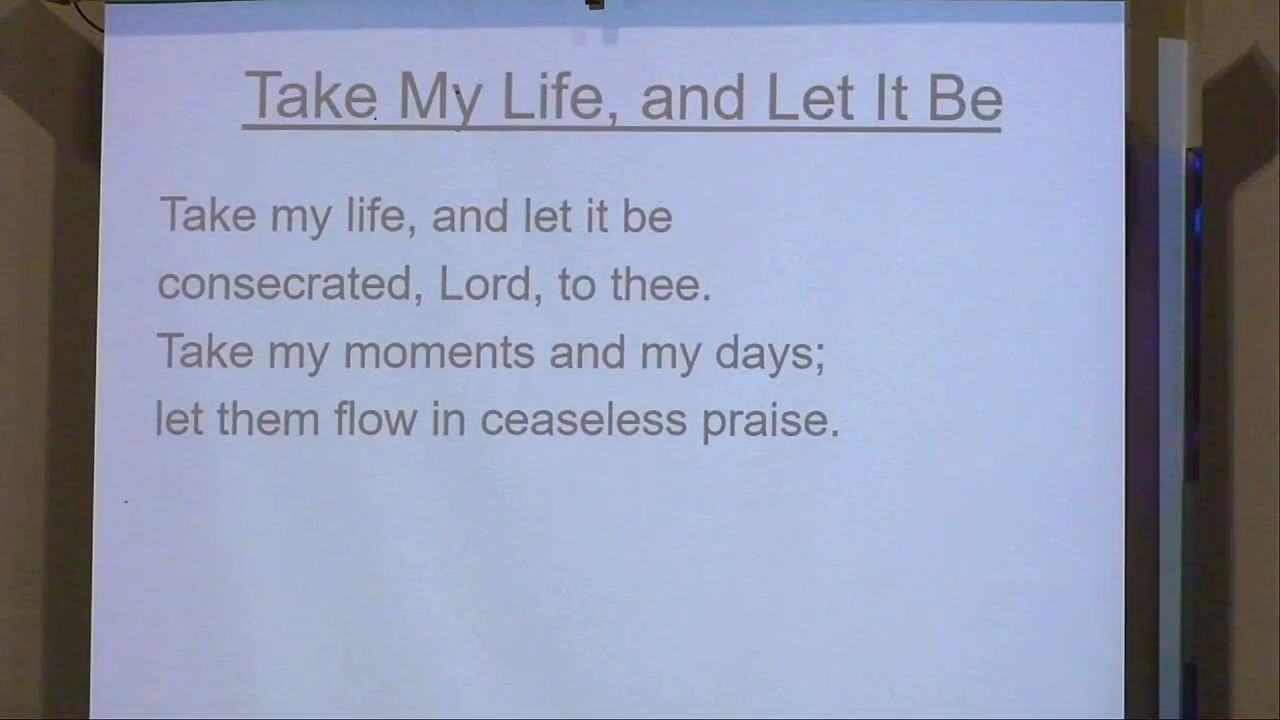 Take My Life, and Let It Be
Take my life, and let it be
consecrated, Lord, to thee.
Take my moments and my days;
let them flow in ceaseless praise.